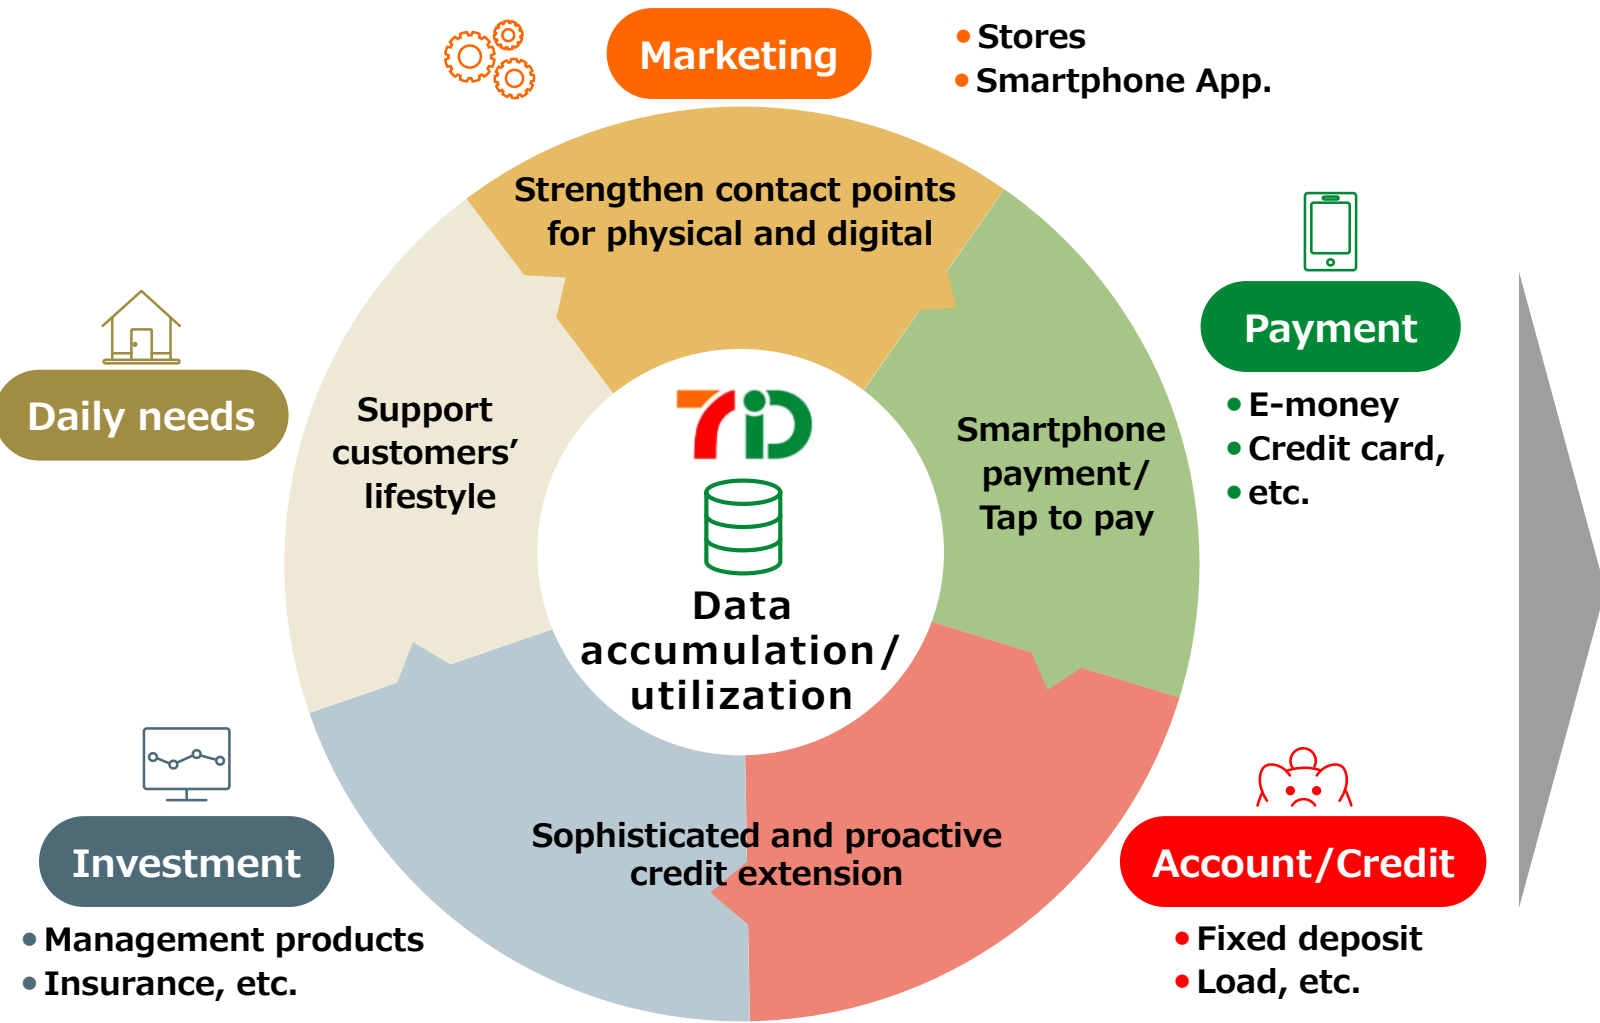 Marketing
• Stores
• Smartphone App.
Strengthen contact points
for physical and digital
Payment
• E-money
• Credit card,
• etc.
Daily needs
Support
customers’
lifestyle
Smartphone
payment/
Tap to pay
7iD
Data
accumulation/
utilization
Sophisticated and proactive
credit extension
Investment
• Management products
• Insurance, etc.
Account/Credit
• Fixed deposit
• Load, etc.